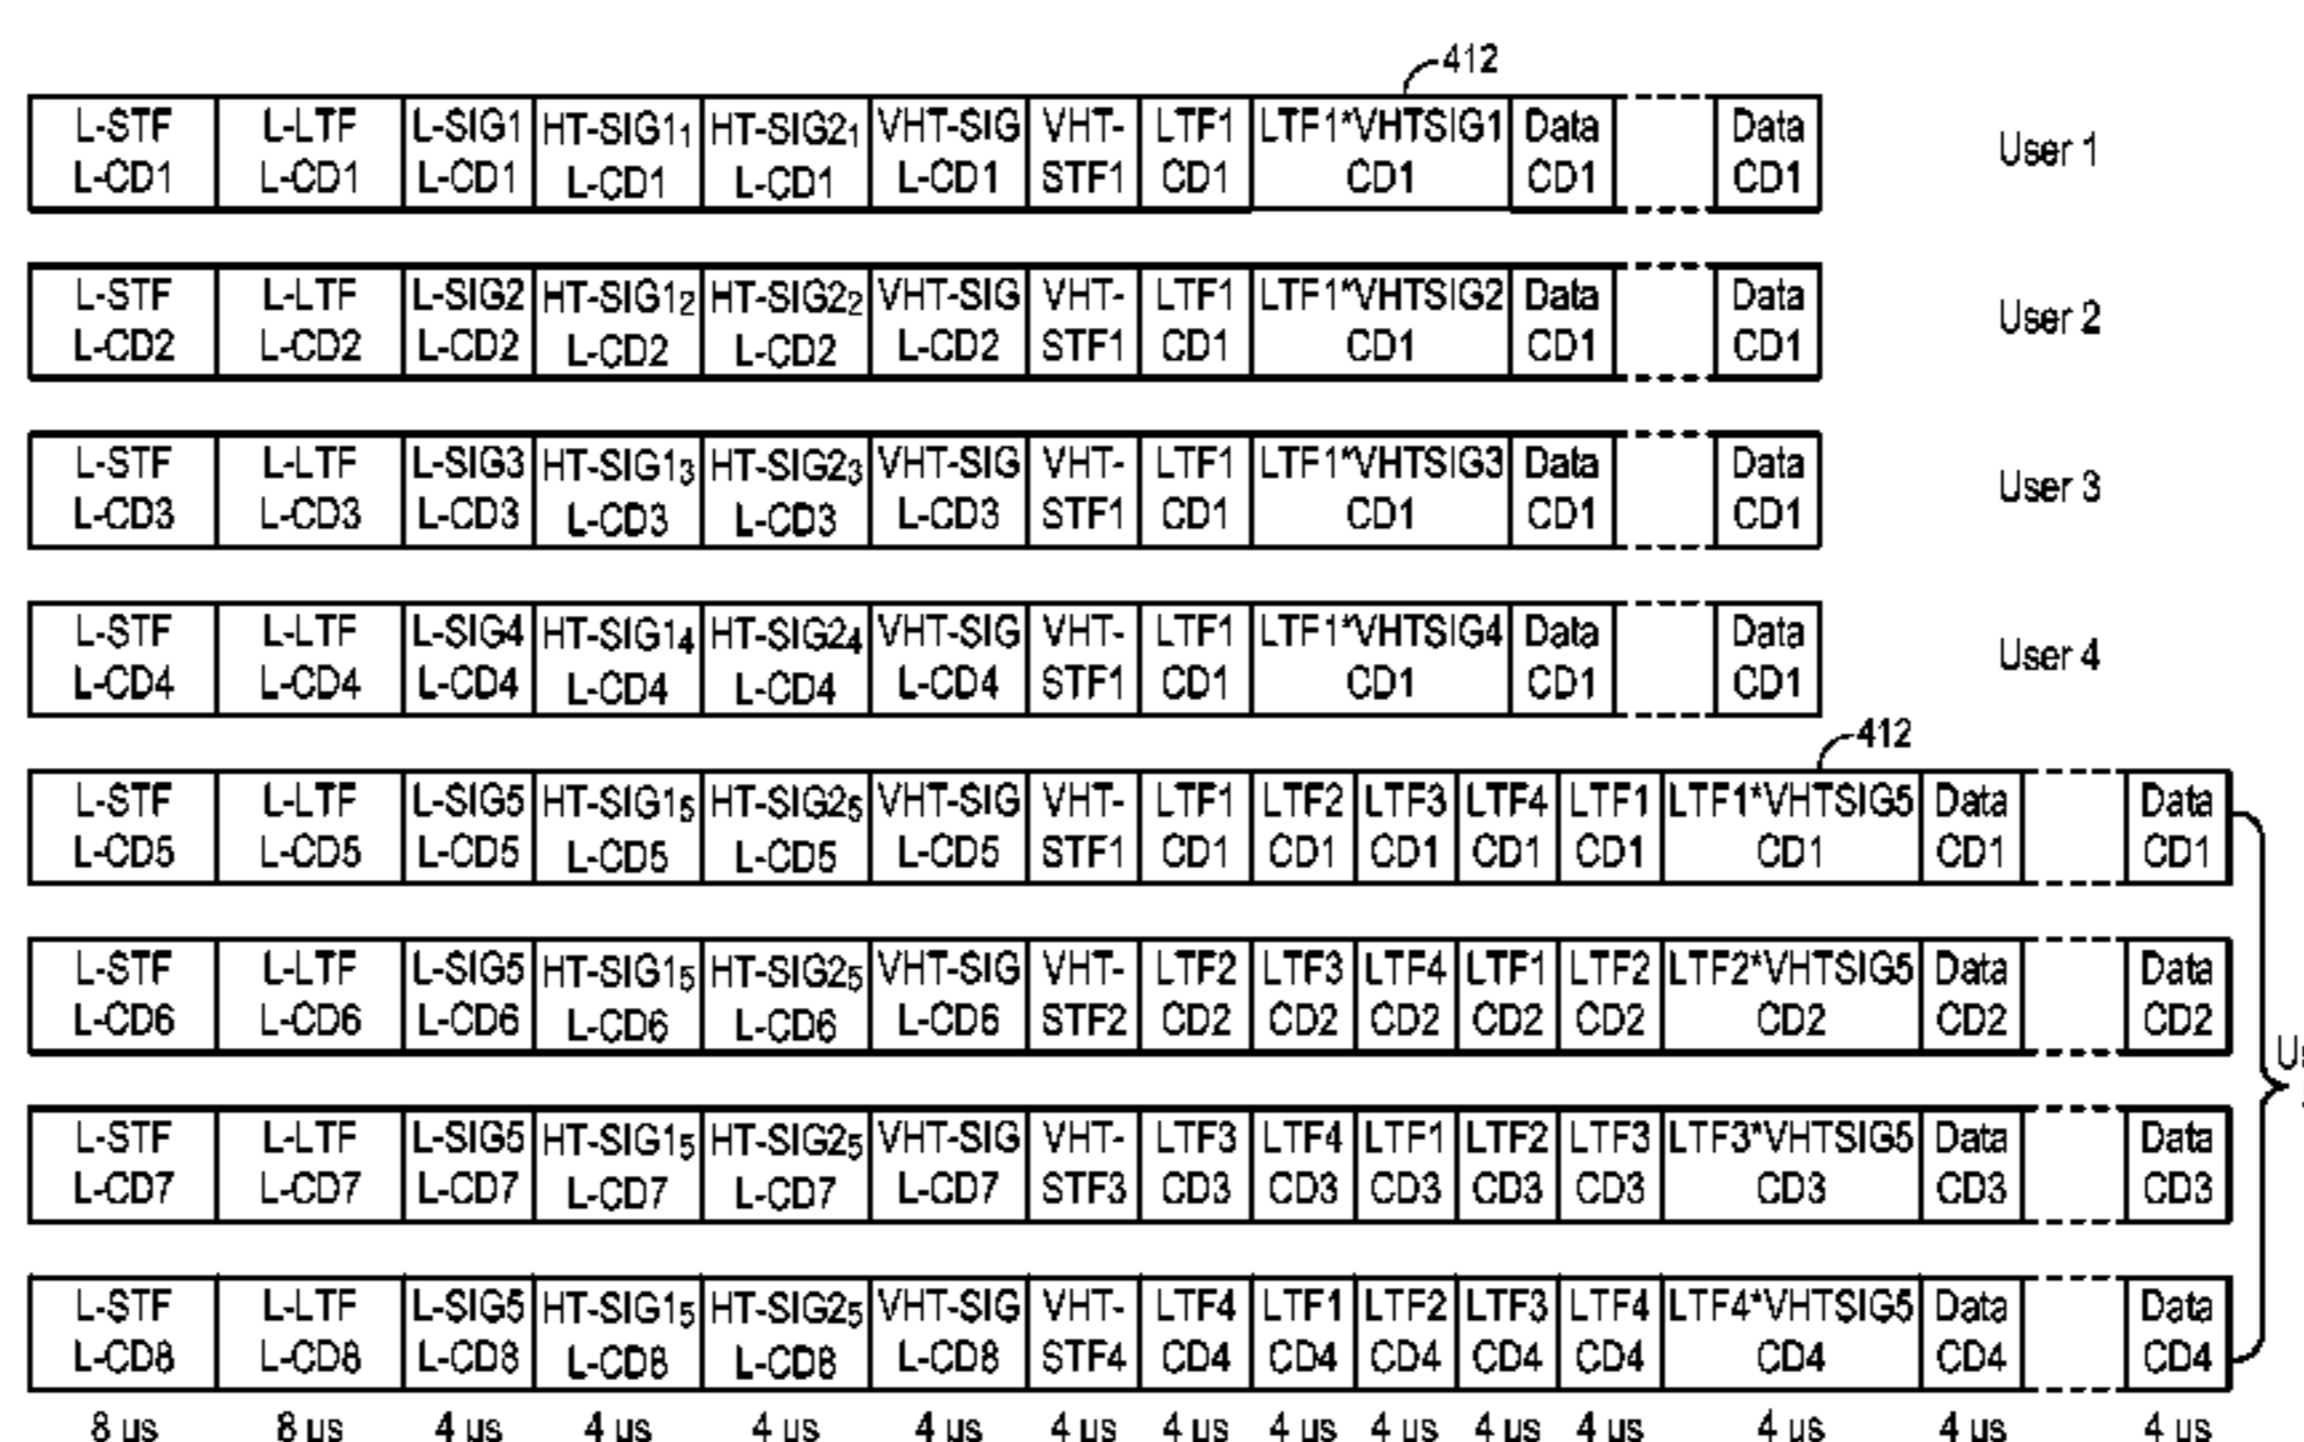 412
L-STF L-LTF L-SIG1 HT-SIG1₁ HT-SIG2₁ VHT-SIG VHT- LTF1 LTF1*VHTSIG1 Data Data
L-CD1 L-CD1 L-CD1 L-CD1 L-CD1 L-CD1 STF1 CD1 CD1 CD1 CD1
User 1
L-STF L-LTF L-SIG2 HT-SIG1₂ HT-SIG2₂ VHT-SIG VHT- LTF1 LTF1*VHTSIG2 Data Data
L-CD2 L-CD2 L-CD2 L-CD2 L-CD2 L-CD2 STF1 CD1 CD1 CD1 CD1
User 2
L-STF L-LTF L-SIG3 HT-SIG1₃ HT-SIG2₃ VHT-SIG VHT- LTF1 LTF1*VHTSIG3 Data Data
L-CD3 L-CD3 L-CD3 L-CD3 L-CD3 L-CD3 STF1 CD1 CD1 CD1 CD1
User 3
L-STF L-LTF L-SIG4 HT-SIG1₄ HT-SIG2₄ VHT-SIG VHT- LTF1 LTF1*VHTSIG4 Data Data
L-CD4 L-CD4 L-CD4 L-CD4 L-CD4 L-CD4 STF1 CD1 CD1 CD1 CD1
User 4
412
L-STF L-LTF L-SIG5 HT-SIG1₅ HT-SIG2₅ VHT-SIG VHT- LTF1 LTF2 LTF3 LTF4 LTF1 LTF1*VHTSIG5 Data Data
L-CD5 L-CD5 L-CD5 L-CD5 L-CD5 L-CD5 STF1 CD1 CD1 CD1 CD1 CD1 CD1 CD1 CD1
L-STF L-LTF L-SIG5 HT-SIG1₅ HT-SIG2₅ VHT-SIG VHT- LTF2 LTF3 LTF4 LTF1 LTF2 LTF2*VHTSIG5 Data Data
L-CD6 L-CD6 L-CD6 L-CD6 L-CD6 L-CD6 STF2 CD2 CD2 CD2 CD2 CD2 CD2 CD2 CD2
L-STF L-LTF L-SIG5 HT-SIG1₅ HT-SIG2₅ VHT-SIG VHT- LTF3 LTF4 LTF1 LTF2 LTF3 LTF3*VHTSIG5 Data Data
L-CD7 L-CD7 L-CD7 L-CD7 L-CD7 L-CD7 STF3 CD3 CD3 CD3 CD3 CD3 CD3 CD3 CD3
L-STF L-LTF L-SIG5 HT-SIG1₅ HT-SIG2₅ VHT-SIG VHT- LTF4 LTF1 LTF2 LTF3 LTF4 LTF4*VHTSIG5 Data Data
L-CD8 L-CD8 L-CD8 L-CD8 L-CD8 L-CD8 STF4 CD4 CD4 CD4 CD4 CD4 CD4 CD4 CD4
8 us 8 us 4 us 4 us 4 us 4 us 4 us 4 us 4 us 4 us 4 us 4 us 4 us 4 us 4 us